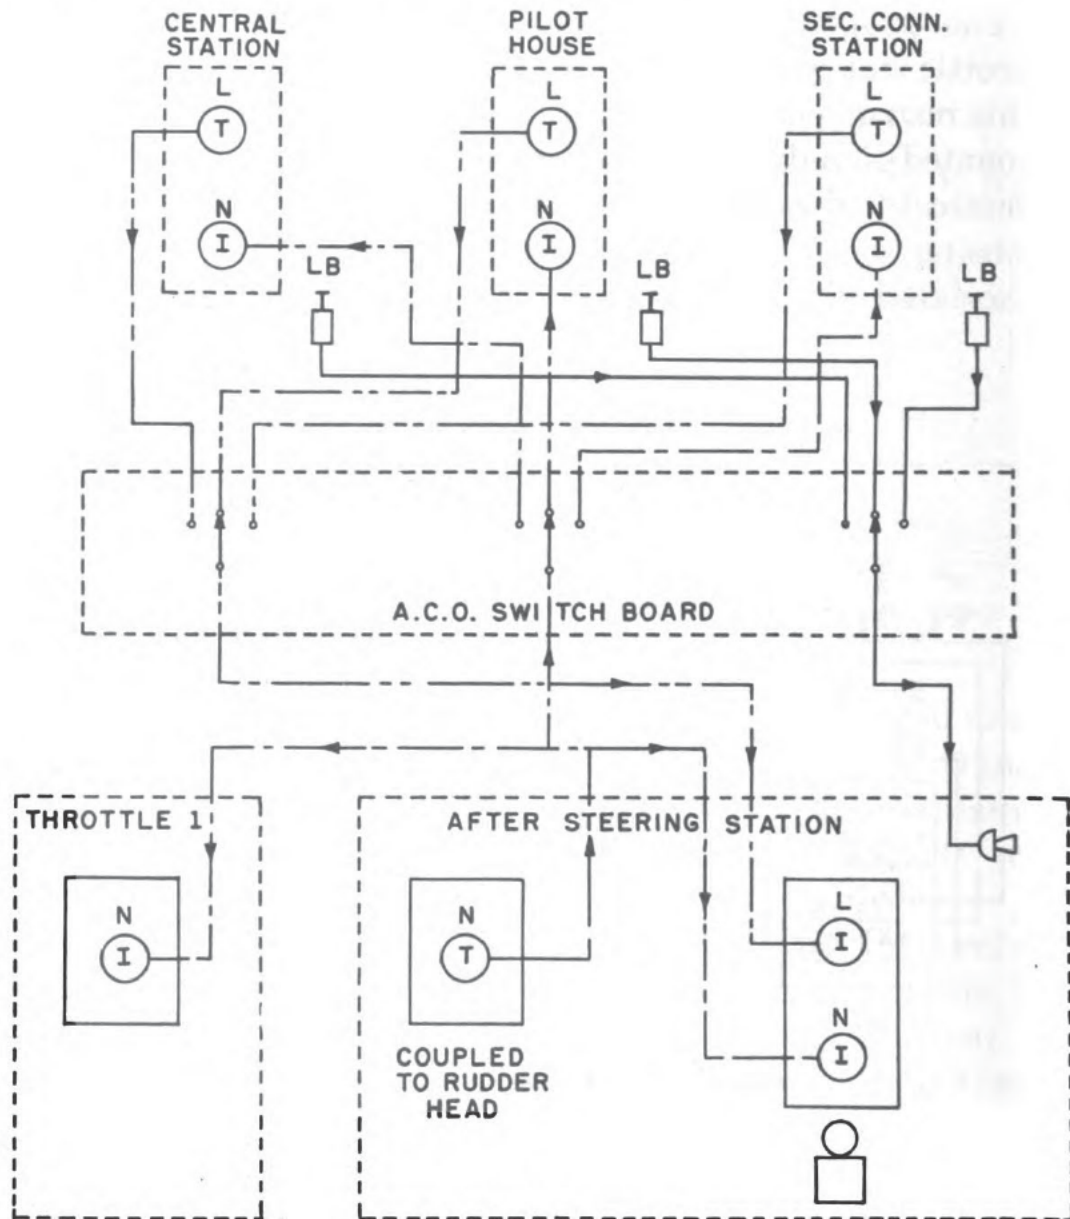 CENTRAL
STATION
PILOT
HOUSE
SEC. CONN.
STATION
L
T
N
I
L
T
N
I
L
T
N
I
LB
LB
LB
A.C.O. SWITCH BOARD
THROTTLE 1
N
I
AFTER STEERING STATION
N
T
COUPLED
TO RUDDER
HEAD
L
I
N
I